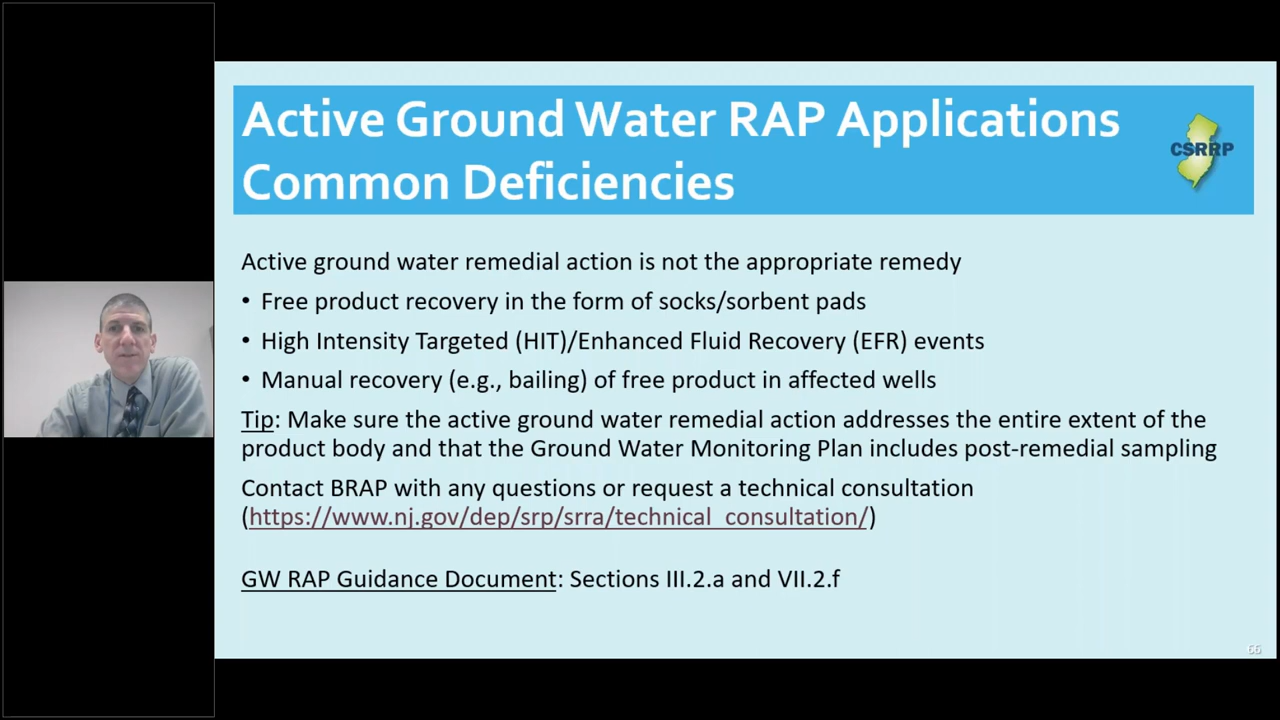 Active Ground Water RAP Applications
Common Deficiencies
CSRRP
Active ground water remedial action is not the appropriate remedy
• Free product recovery in the form of socks/sorbent pads
• High Intensity Targeted (HIT)/Enhanced Fluid Recovery (EFR) events
• Manual recovery (e.g., bailing) of free product in affected wells
Tip: Make sure the active ground water remedial action addresses the entire extent of the
product body and that the Ground Water Monitoring Plan includes post-remedial sampling
Contact BRAP with any questions or request a technical consultation
(https://www.nj.gov/dep/srp/srra/technical_consultation/)
GW RAP Guidance Document: Sections III.2.a and VII.2.f
66